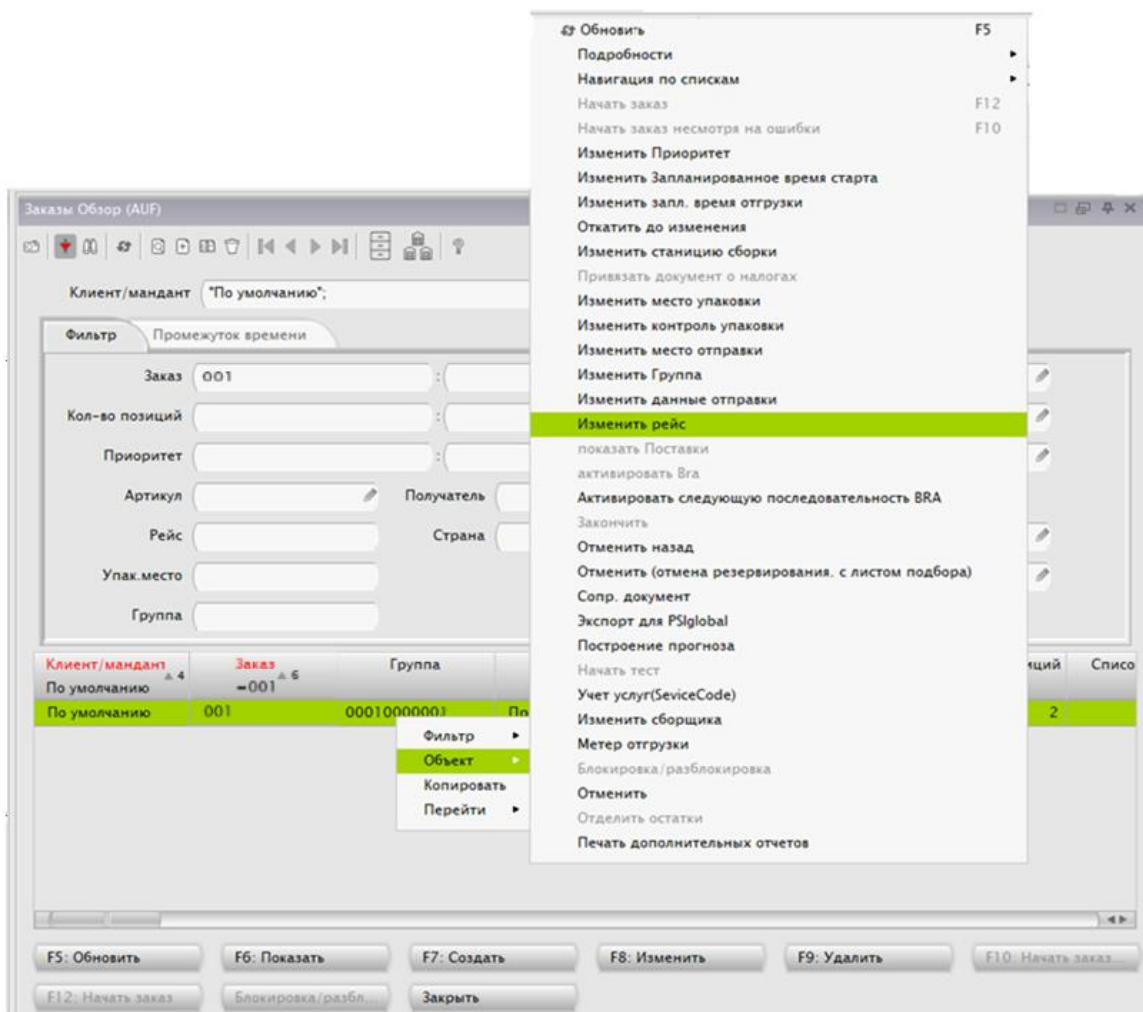 Обновить F5
Подробности
Навигация по спискам
Начать заказ F12
Начать заказ несмотря на ошибки F10
Изменить Приоритет
Изменить Запланированное время старта
Изменить запл. время отгрузки
Откатить до изменения
Изменить станицию сборки
Привязать документ о налогах
Изменить место упаковки
Изменить контроль упаковки
Изменить место отправки
Изменить Группа
Изменить данные отправки
Изменить рейс
показать Поставки
активировать Bra
Активировать следующую последовательность BRA
Закончить
Отменить назад
Отменить (отмена резервирования. с листом подбора)
Сопр. документ
Экспорт для PSIglobal
Построение прогноза
Начать тест
Учет услуг(SeviceCode)
Изменить сборщика
Метер отгрузки
Блокировка/разблокировка
Отменить
Отделить остатки
Печать дополнительных отчетов
Заказы Обзор (AUF)
Клиент/мандант "По умолчанию";
Фильтр Промежуток времени
Заказ 001 :
Кол-во позиций :
Приоритет :
Артикул Получатель
Рейс Страна
Упак.место
Группа
Клиент/мандант 4 Заказ 6 Группа иций Списо
По умолчанию =001
По умолчанию 001 00010000001 По 2
Фильтр
Объект
Копировать
Перейти
F5: Обновить F6: Показать F7: Создать F8: Изменить F9: Удалить F10: Начать заказ...
F12: Начать заказ Блокировка/разбл... Закрыть